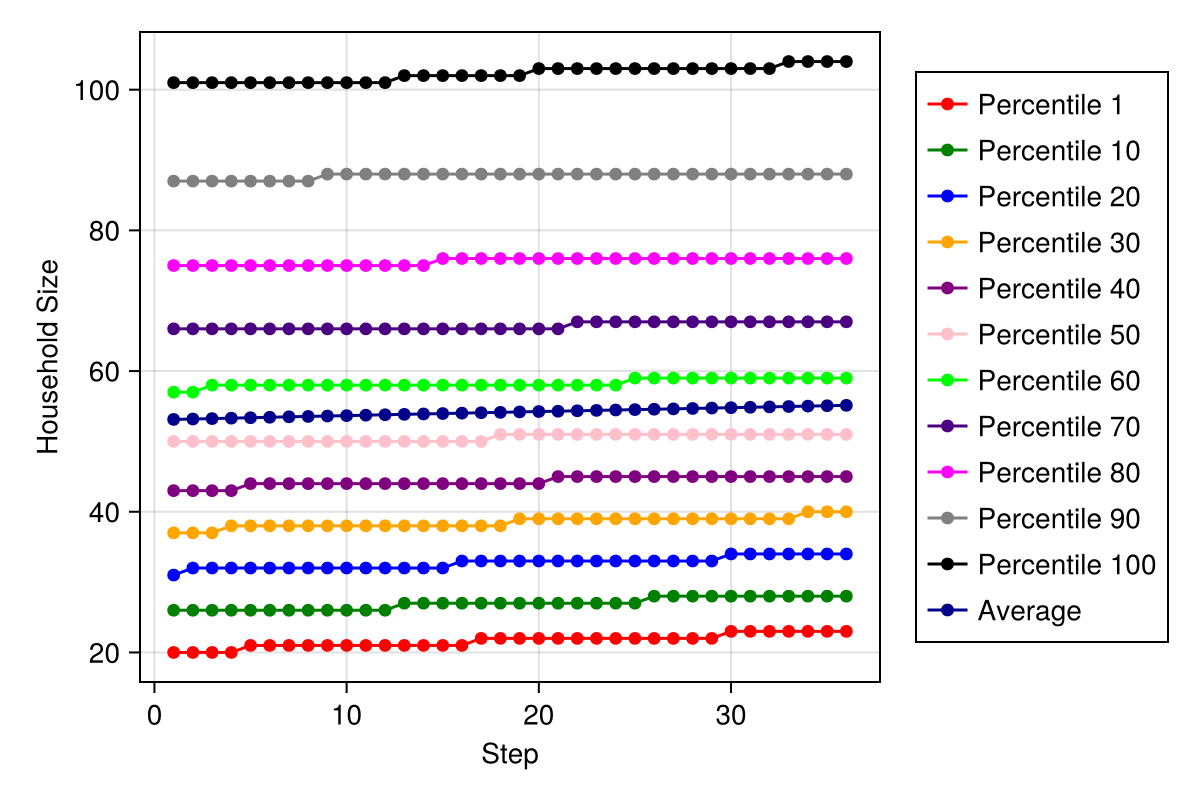 100
80
60
40
20
Household Size
0 10 20 30
Step
Percentile 1
Percentile 10
Percentile 20
Percentile 30
Percentile 40
Percentile 50
Percentile 60
Percentile 70
Percentile 80
Percentile 90
Percentile 100
Average